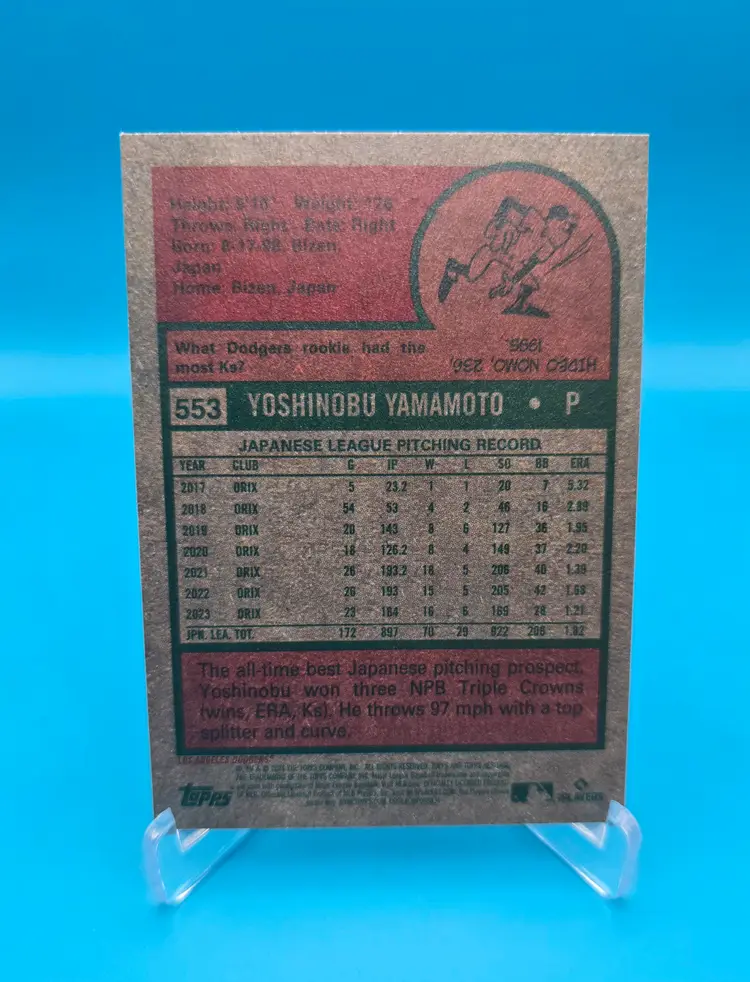 Height: 5'10" Weight: 176
Throws: Right Bats: Right
Born: 8-17-98, Bizen,
Japan
Home: Bizen, Japan
What Dodgers rookie had the
most Ks?
HIDEO NOMO, 236,
1995.
553 YOSHINOBU YAMAMOTO • P
JAPANESE LEAGUE PITCHING RECORD
YEAR CLUB G IP W L SO BB ERA
2017 ORIX 5 23.2 1 1 20 7 5.32
2018 ORIX 54 53 4 2 46 16 2.89
2019 ORIX 20 143 8 6 127 36 1.95
2020 ORIX 18 126.2 8 4 149 37 2.20
2021 ORIX 26 193.2 18 5 206 40 1.39
2022 ORIX 26 193 15 5 205 42 1.68
2023 ORIX 23 164 16 6 169 28 1.21
JPN. LEA. TOT. 172 897 70 29 922 206 1.82
The all-time best Japanese pitching prospect,
Yoshinobu won three NPB Triple Crowns
(wins, ERA, Ks). He throws 97 mph with a top
splitter and curve.
LOS ANGELES DODGERS®
TOPPS
PLAYERS